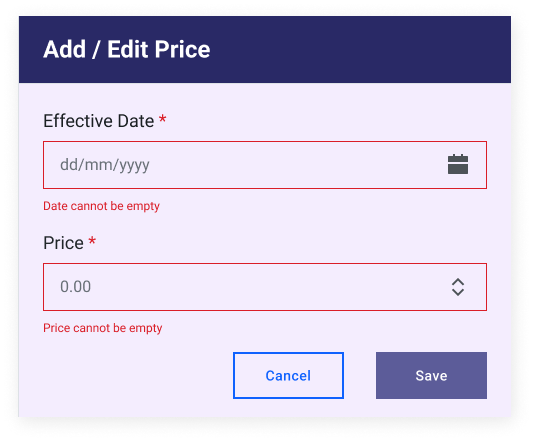 Add / Edit Price
Effective Date *
dd/mm/yyyy
Date cannot be empty
Price *
0.00
Price cannot be empty
Cancel Save